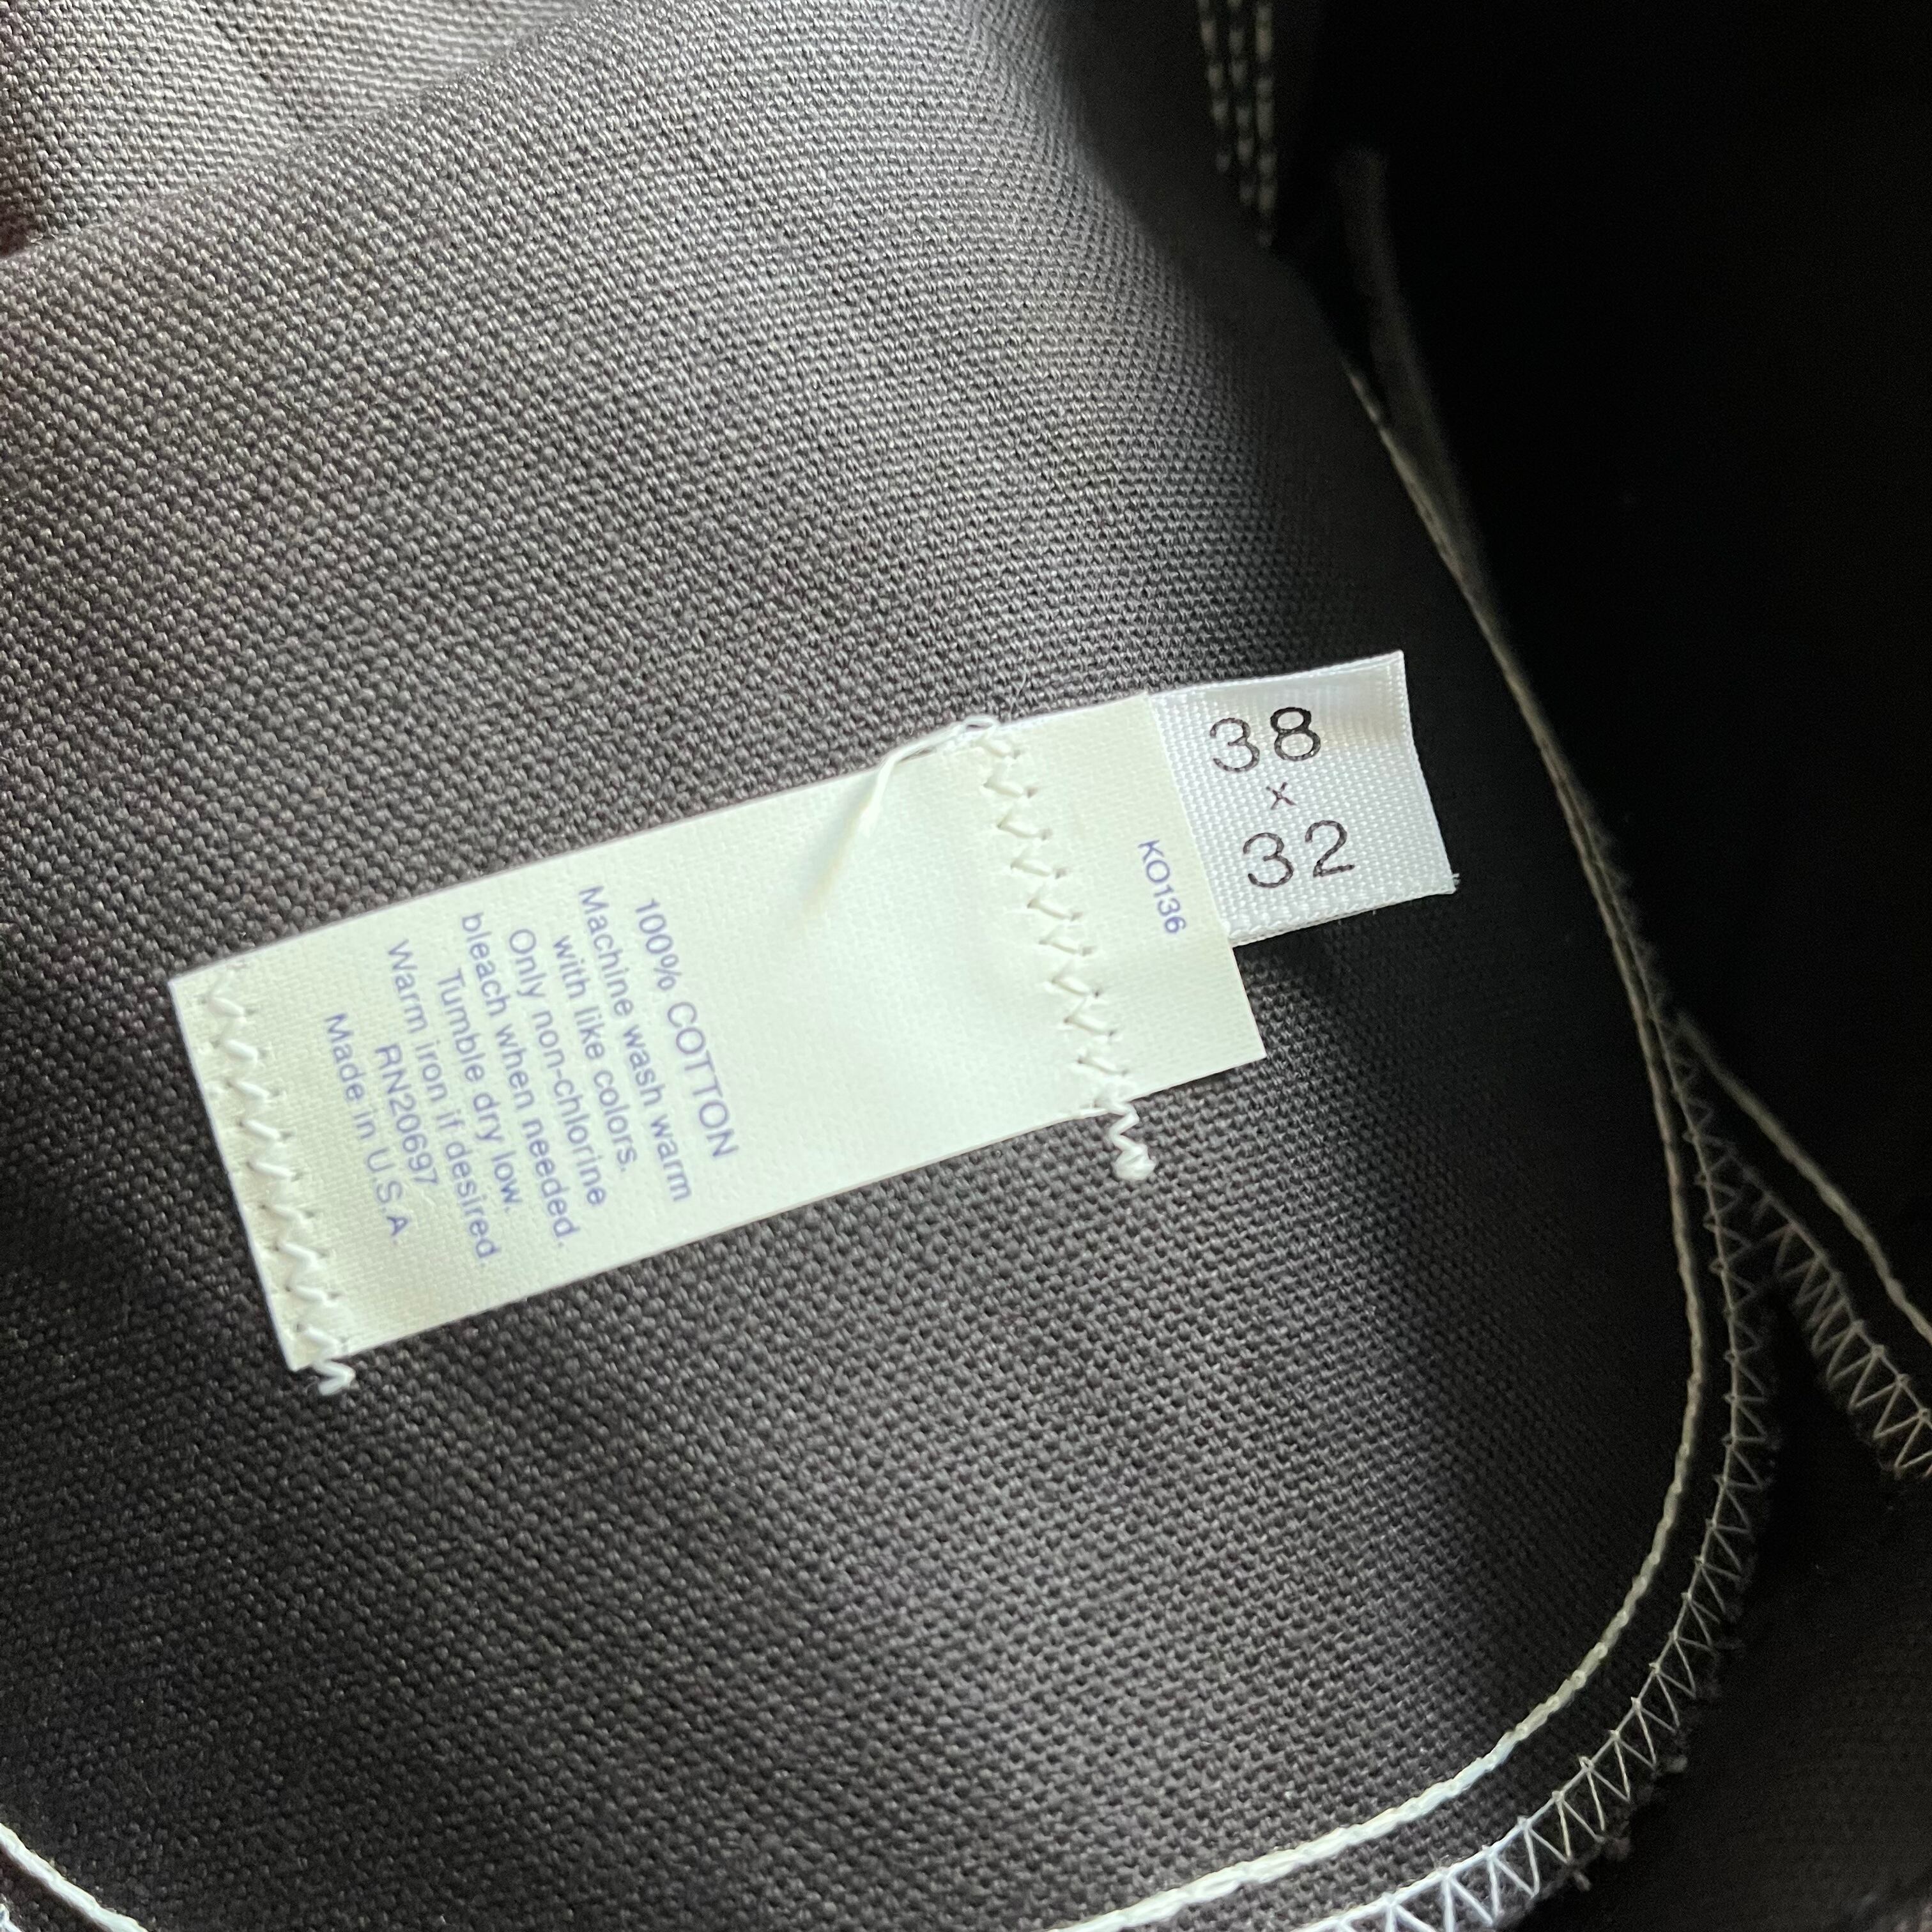 38
x
32
KO136
100% COTTON
Machine wash warm
with like colors.
Only non-chlorine
bleach when needed.
Tumble dry low.
Warm iron if desired
RN20697
Made in U.S.A.